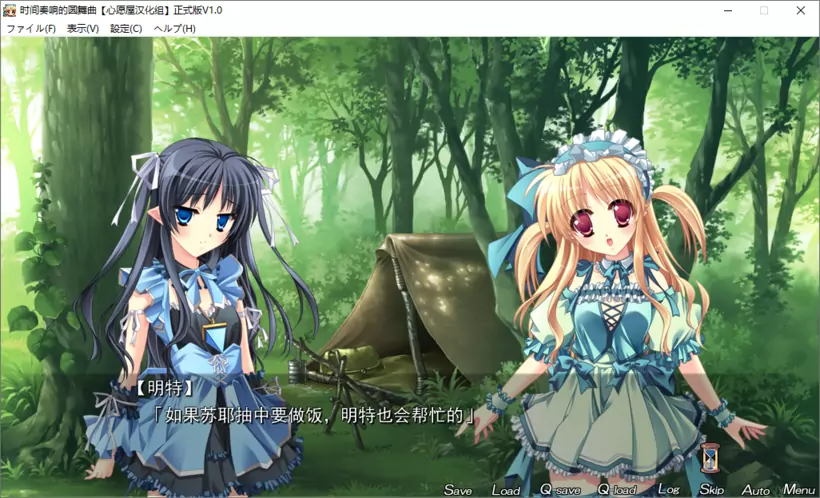 时间奏响的圆舞曲【心愿屋汉化组】正式版V1.0
ファイル(F) 表示(V) 設定(C) ヘルプ(H)
【明特】
「如果苏耶抽中要做饭，明特也会帮忙的」
Save Load Q-save Q-load Log Skip Auto Menu